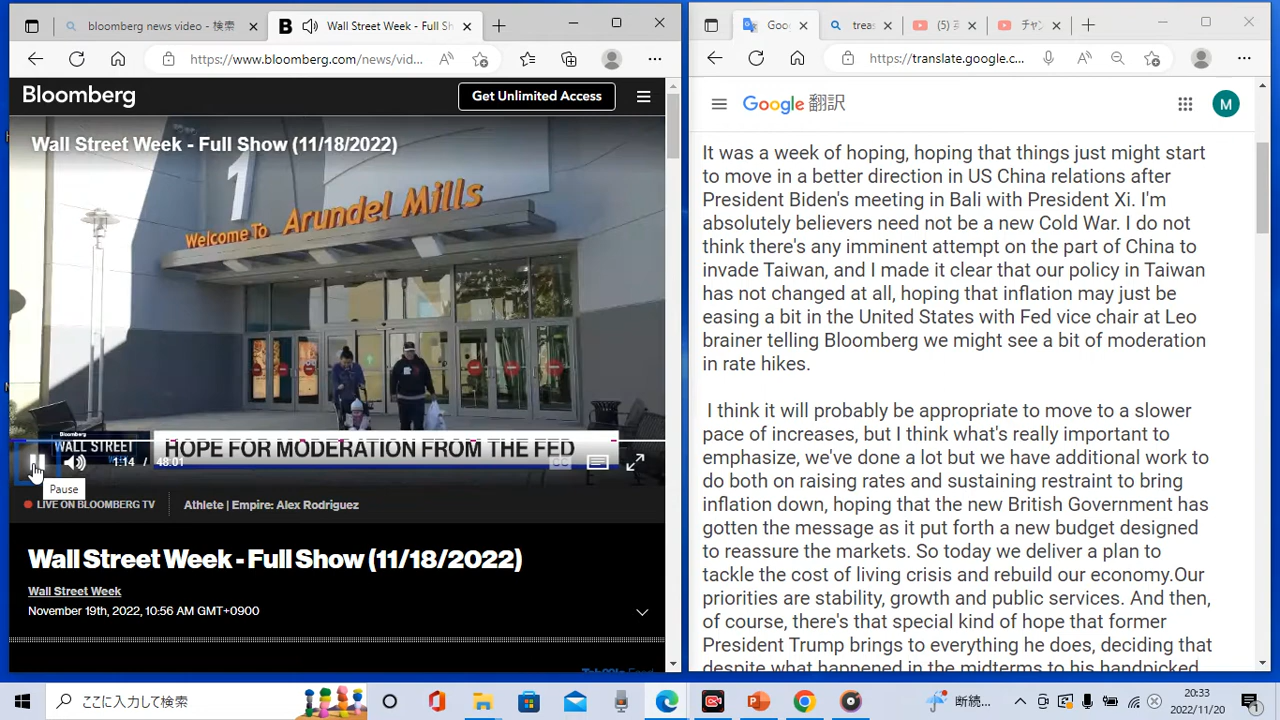 bloomberg news video - 検索
Wall Street Week - Full Sh
https://www.bloomberg.com/news/vid...
Bloomberg
Get Unlimited Access
Wall Street Week - Full Show (11/18/2022)
1
Welcome To Arundel Mills
Bloomberg
WALL STREET
HOPE FOR MODERATION FROM THE FED
1:14 / 48:01
CC
Pause
LIVE ON BLOOMBERG TV
Athlete | Empire: Alex Rodriguez
Wall Street Week - Full Show (11/18/2022)
Wall Street Week
November 19th, 2022, 10:56 AM GMT+0900
Goo
treas
(5)
チャン
https://translate.google.c...
Google 翻訳
M
It was a week of hoping, hoping that things just might start
to move in a better direction in US China relations after
President Biden's meeting in Bali with President Xi. I'm
absolutely believers need not be a new Cold War. I do not
think there's any imminent attempt on the part of China to
invade Taiwan, and I made it clear that our policy in Taiwan
has not changed at all, hoping that inflation may just be
easing a bit in the United States with Fed vice chair at Leo
brainer telling Bloomberg we might see a bit of moderation
in rate hikes.
I think it will probably be appropriate to move to a slower
pace of increases, but I think what's really important to
emphasize, we've done a lot but we have additional work to
do both on raising rates and sustaining restraint to bring
inflation down, hoping that the new British Government has
gotten the message as it put forth a new budget designed
to reassure the markets. So today we deliver a plan to
tackle the cost of living crisis and rebuild our economy.Our
priorities are stability, growth and public services. And then,
of course, there's that special kind of hope that former
President Trump brings to everything he does, deciding that
despite what happened in the midterms to his handpicked
ここに入力して検索
断続...
20:33
2022/11/20